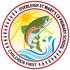 OVERLEIGH ST MARY'S CE PRIMARY SCHOOL
CHILDREN FIRST